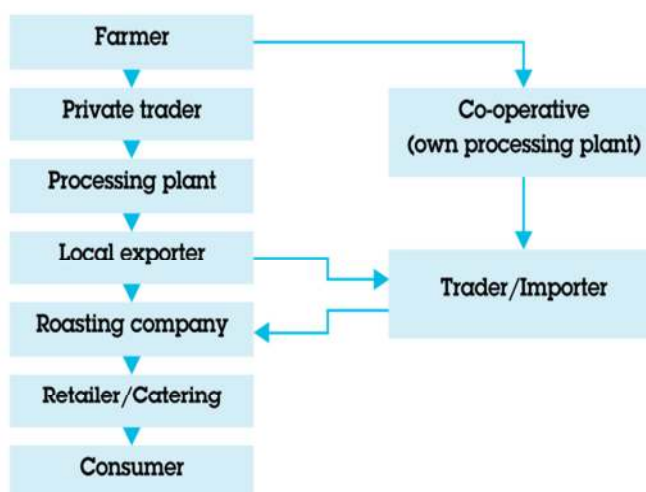 Farmer
Private trader
Processing plant
Local exporter
Roasting company
Retailer/Catering
Consumer
Co-operative
(own processing plant)
Trader/Importer